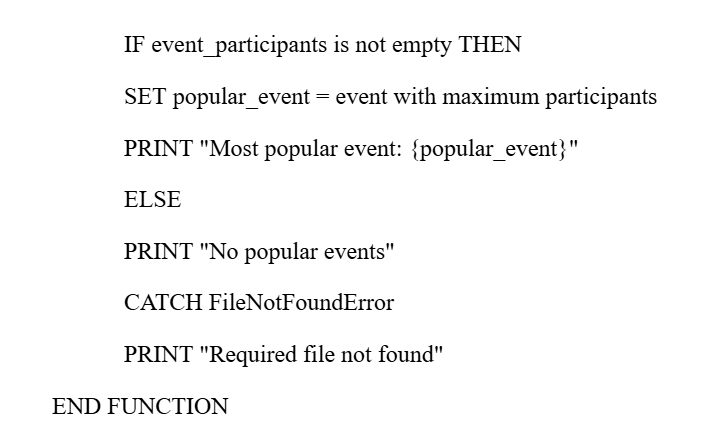 IF event_participants is not empty THEN
SET popular_event = event with maximum participants
PRINT "Most popular event: {popular_event}"
ELSE
PRINT "No popular events"
CATCH FileNotFoundError
PRINT "Required file not found"
END FUNCTION